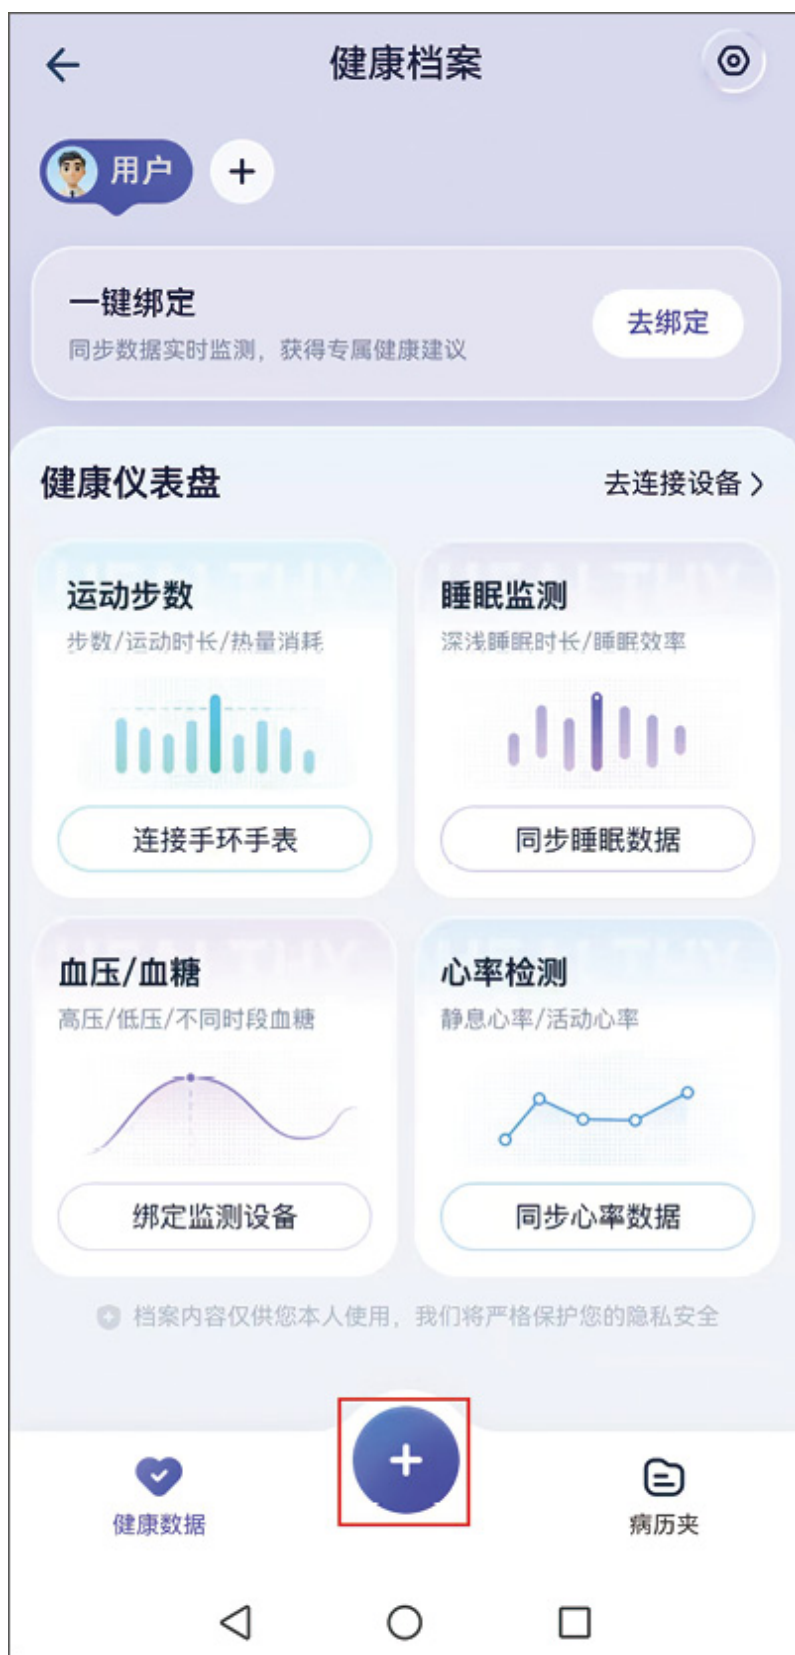 健康档案
用户
一键绑定
同步数据实时监测，获得专属健康建议
去绑定
健康仪表盘
去连接设备
运动步数
步数/运动时长/热量消耗
连接手环手表
睡眠监测
深浅睡眠时长/睡眠效率
同步睡眠数据
血压/血糖
高压/低压/不同时段血糖
绑定监测设备
心率检测
静息心率/活动心率
同步心率数据
档案内容仅供您本人使用，我们将严格保护您的隐私安全
健康数据
病历夹